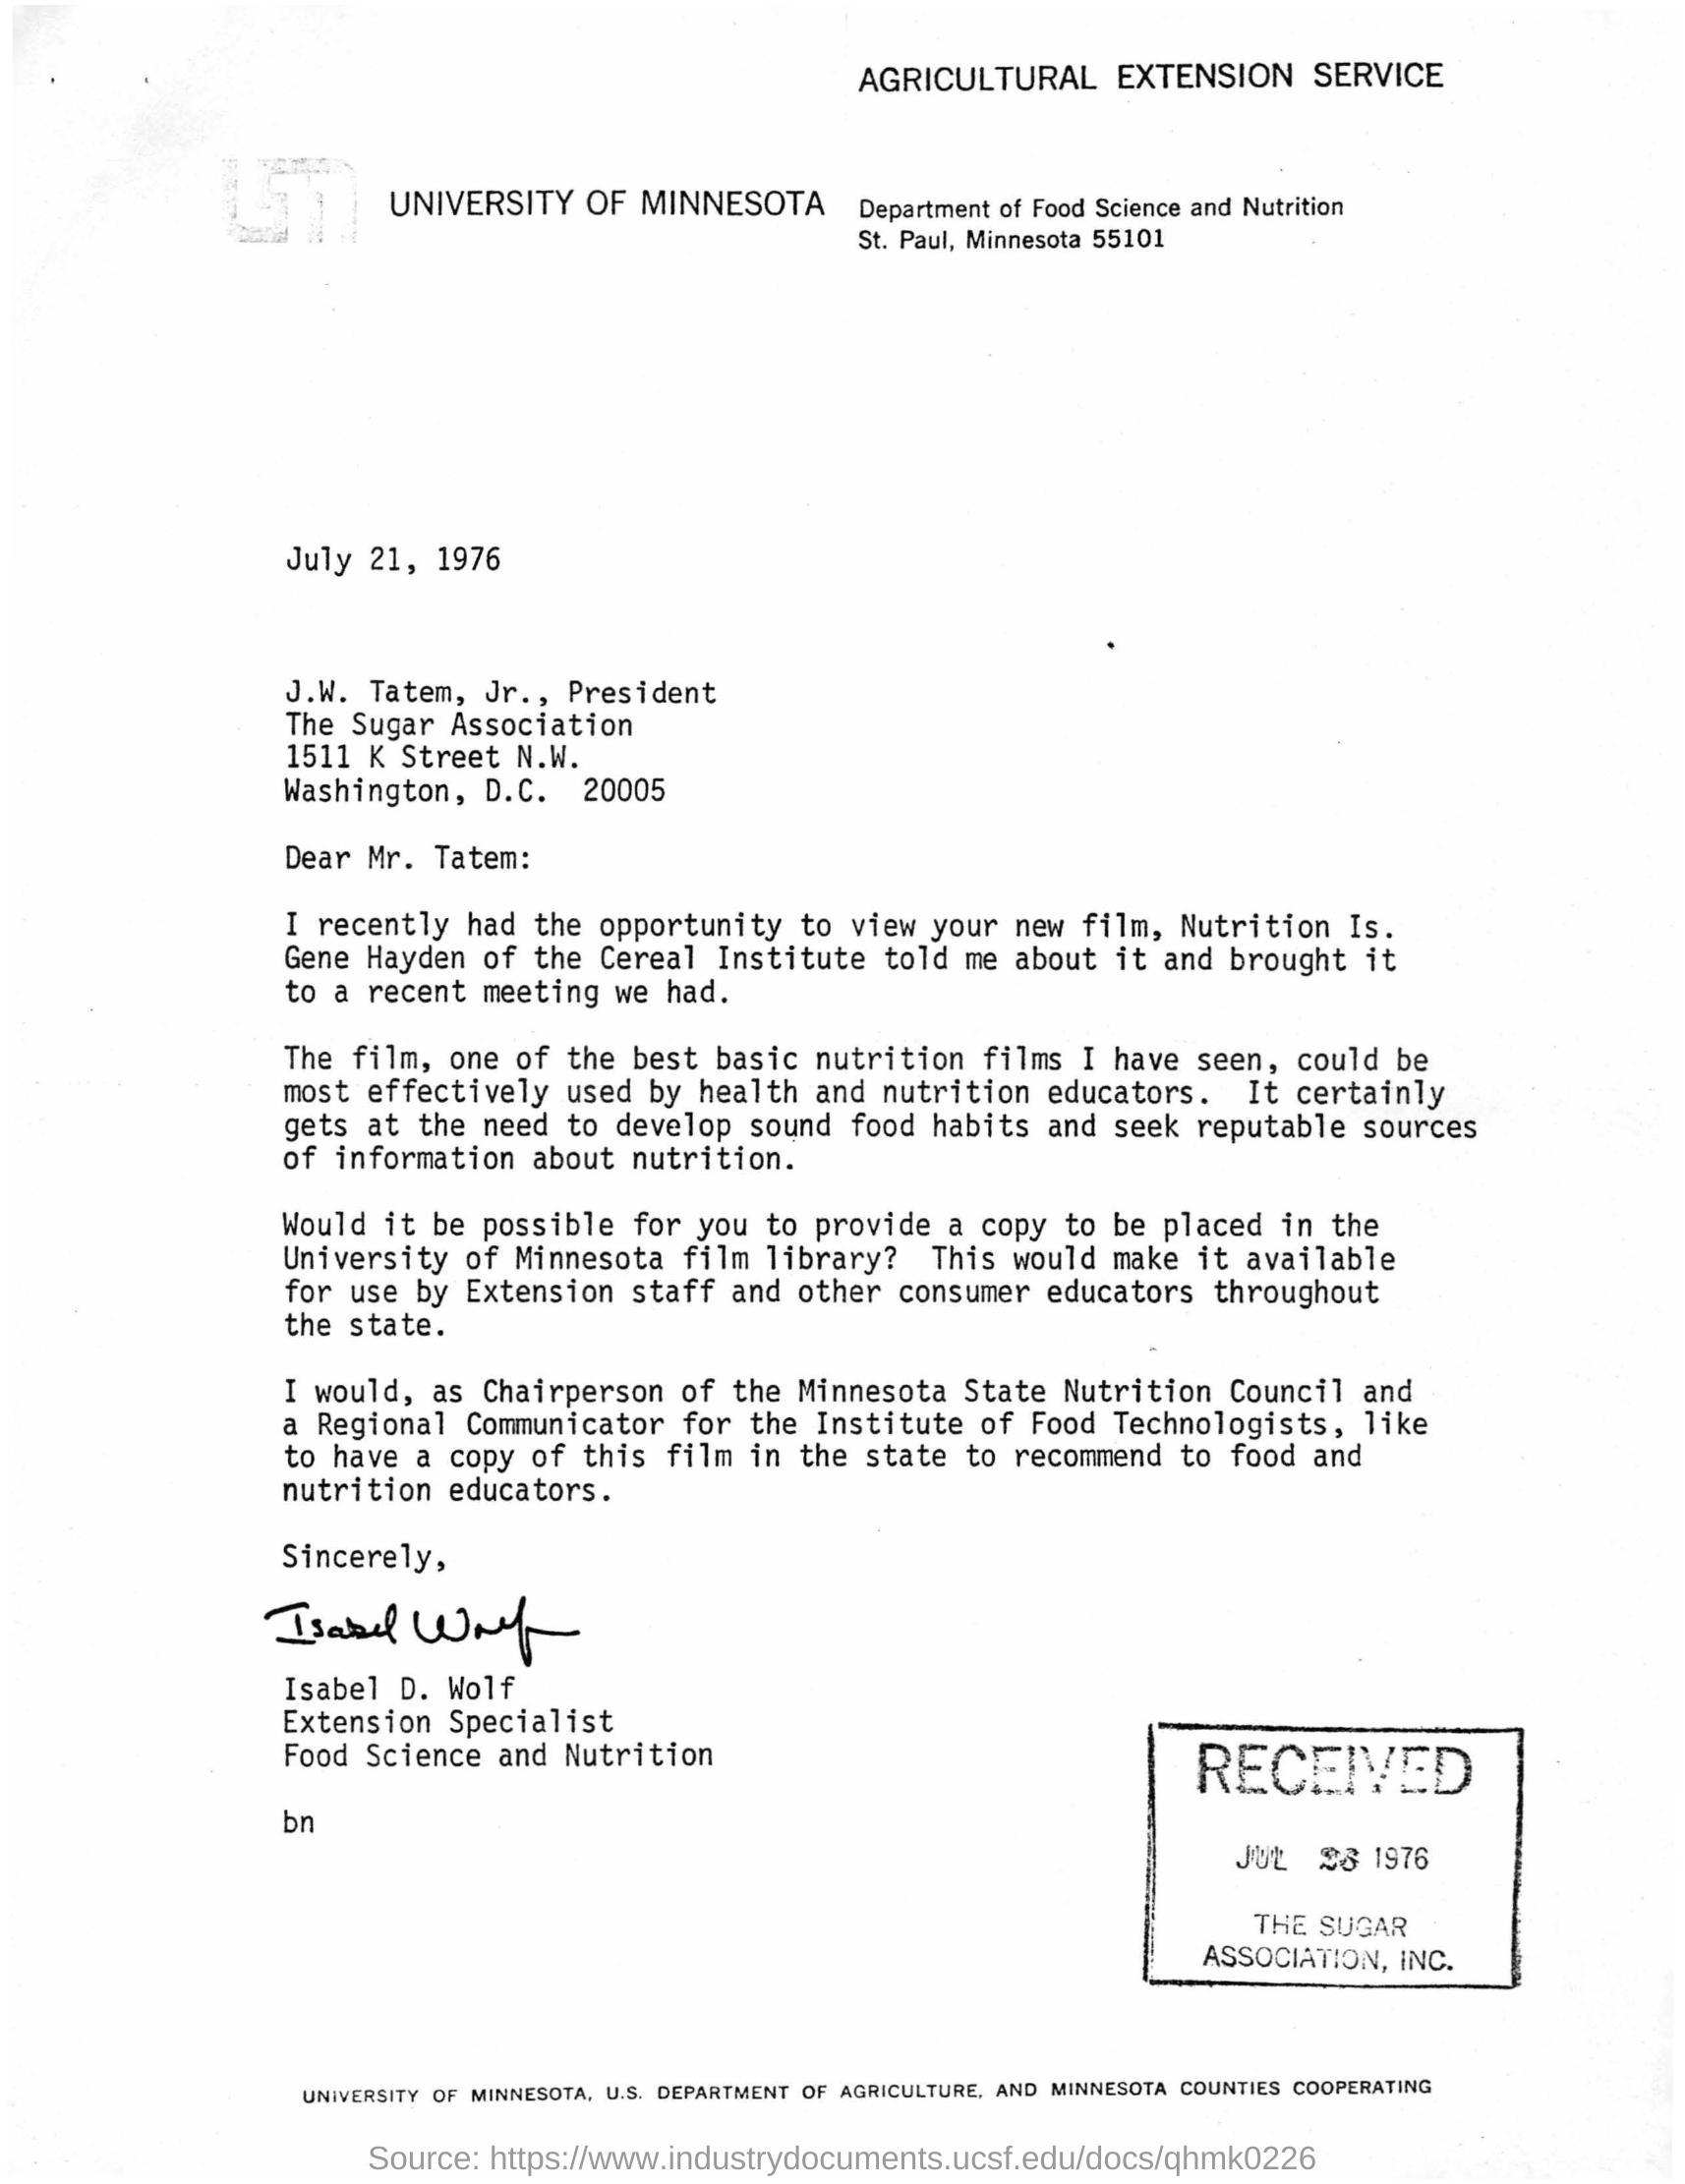 AGRICULTURAL EXTENSION SERVICE
UNIVERSITY OF MINNESOTA
Department of Food Science and Nutrition
St. Paul, Minnesota 55101
July 21, 1976
J.W. Tatem, Jr., President
The Sugar Association
1511 K Street N.W.
Washington, D.C. 20005
Dear Mr. Tatem:
I recently had the opportunity to view your new film, Nutrition Is.
Gene Hayden of the Cereal Institute told me about it and brought it
to a recent meeting we had.
The film, one of the best basic nutrition films I have seen, could be
most effectively used by health and nutrition educators. It certainly
gets at the need to develop sound food habits and seek reputable sources
of information about nutrition.
Would it be possible for you to provide a copy to be placed in the
University of Minnesota film library? This would make it available
for use by Extension staff and other consumer educators throughout
the state.
I would, as Chairperson of the Minnesota State Nutrition Council and
a Regional Communicator for the Institute of Food Technologists, like
to have a copy of this film in the state to recommend to food and
nutrition educators.
Sincerely,
Isabel Wolf
Isabel D. Wolf
Extension Specialist
Food Science and Nutrition
bn
RECEIVED
JUL 1976
THE SUGAR
ASSOCIATION, INC.
UNIVERSITY OF MINNESOTA, U.S. DEPARTMENT OF AGRICULTURE, AND MINNESOTA COUNTIES COOPERATING
Source: https://www.industrydocuments.ucsf.edu/docs/qhmk0226